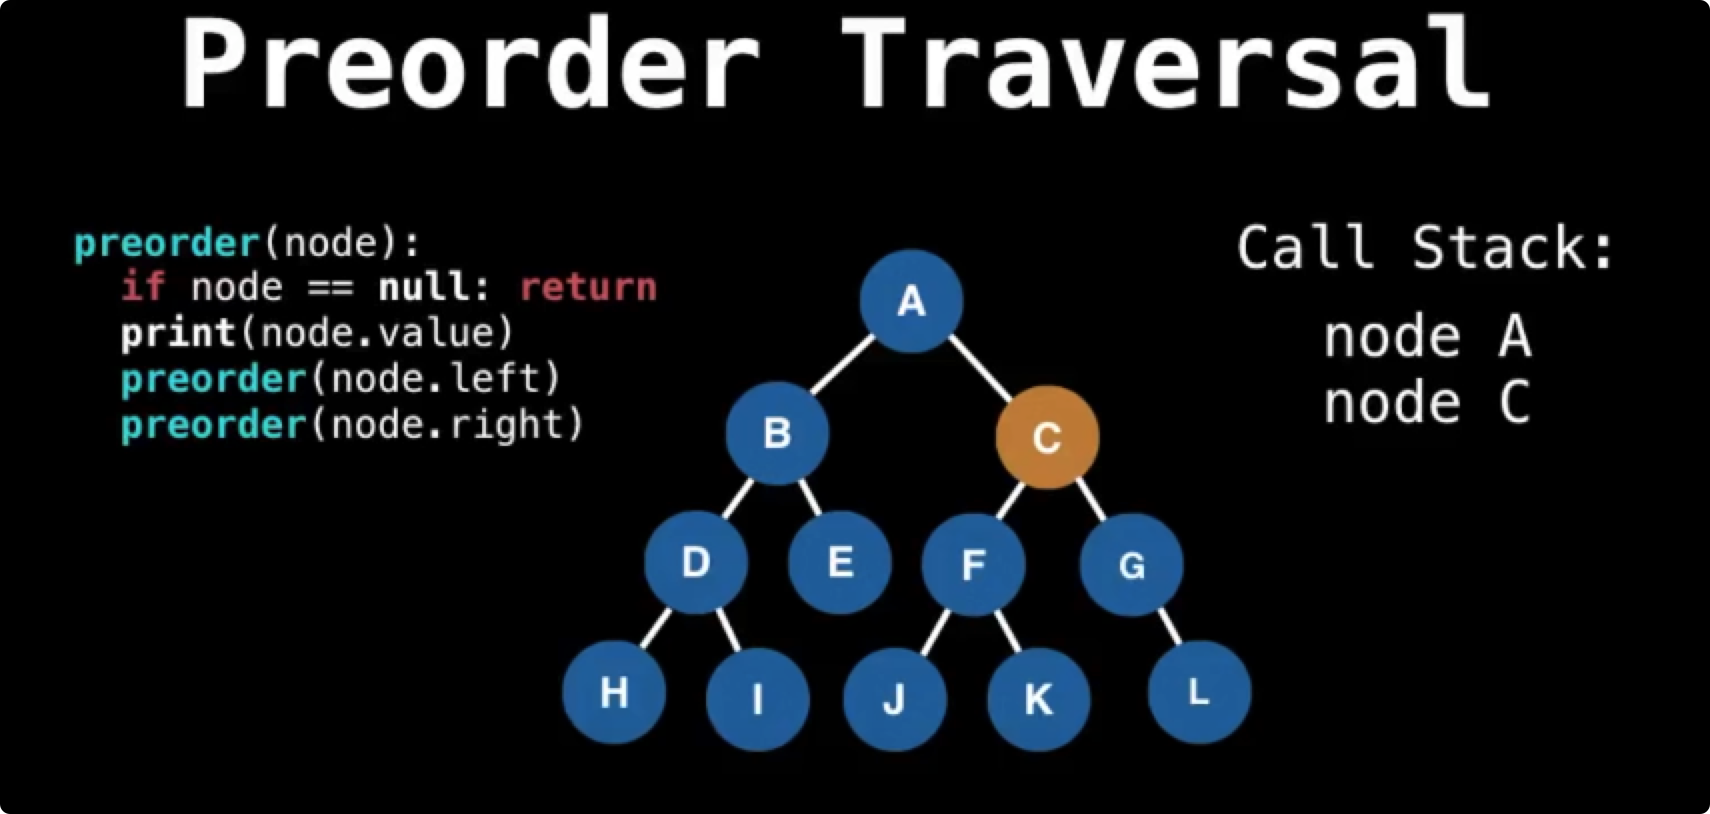 Preorder Traversal
preorder(node):
if node == null: return
print(node.value)
preorder(node.left)
preorder(node.right)
A
B
C
D
E
F
G
H
I
J
K
L
Call Stack:
node A
node C